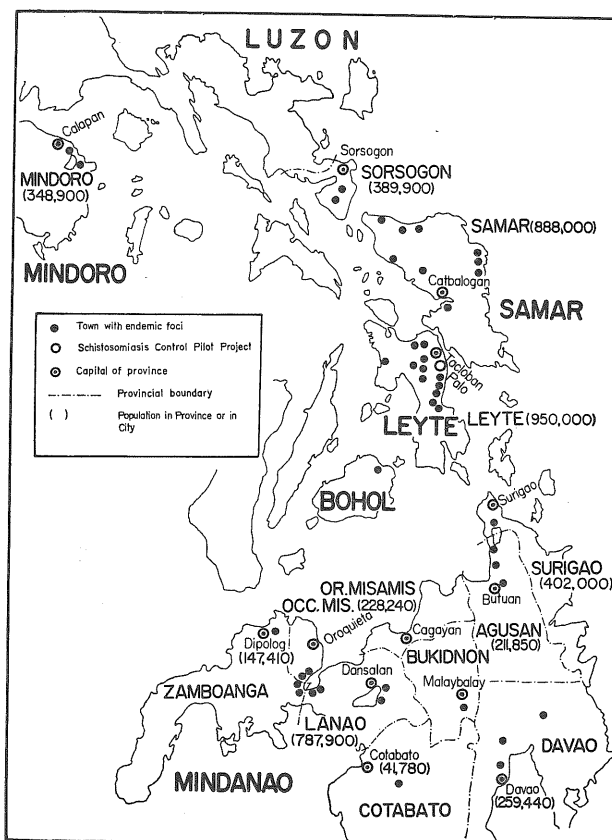 LUZON
Calapan
MINDORO
(348,900)
MINDORO
Sorsogon
SORSOGON
(389,900)
SAMAR (888,000)
Catbalogan
SAMAR
Town with endemic foci
Schistosomiasis Control Pilot Project
Capital of province
Provincial boundary
( ) Population in Province or in
City
Tacloban
Palo
LEYTE
LEYTE (950,000)
BOHOL
Surigao
SURIGAO
(402,000)
Butuan
OR. MISAMIS
OCC. MIS. (228,240)
Oroquieta
Cagayan
AGUSAN
(211,850)
BUKIDNON
Dipolog
(147,410)
Dansalan
Malaybalay
ZAMBOANGA
LANAO
(787,900)
DAVAO
MINDANAO
Cotabato
(41,780)
COTABATO
Davao
(259,440)